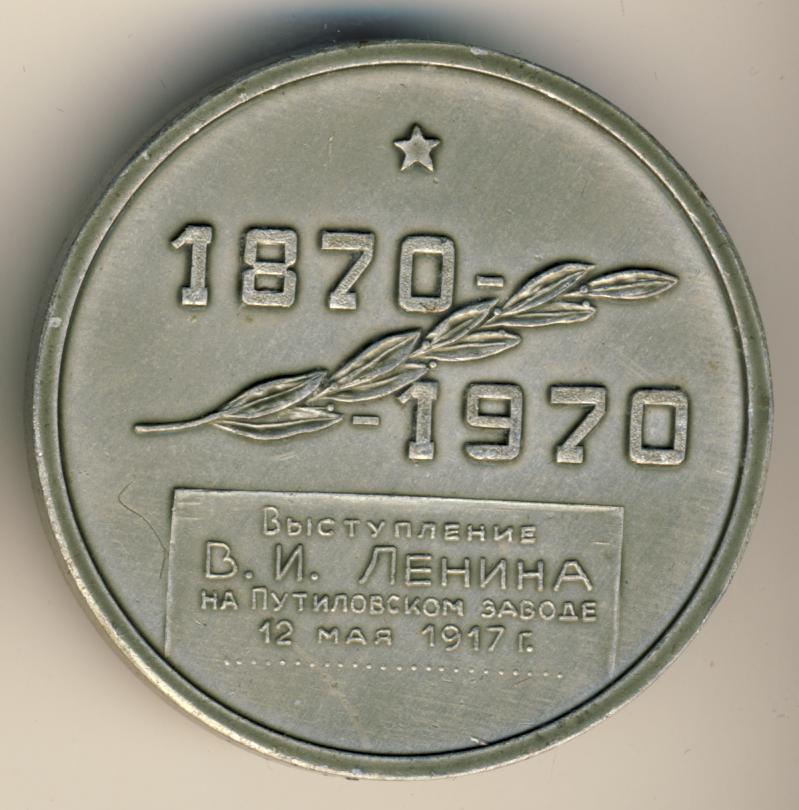 1870-
-1970
Выступление
В. И. Ленина
на Путиловском заводе
12 мая 1917 г.